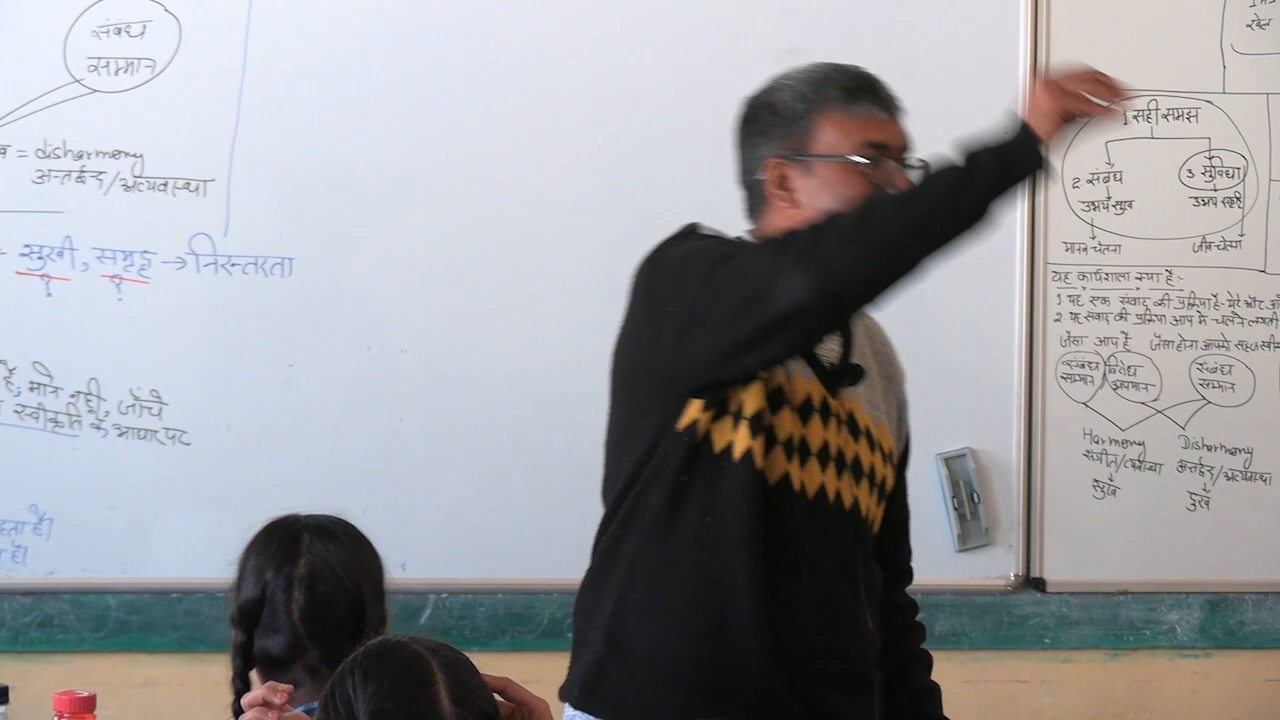 संबंध
सम्मान
= disharmony
अन्तर्द्वंद/अव्यवस्था
सुखी, समृद्ध → निरन्तरता
? ?
है, माने नहीं, जाँचे
स्वीकृति के आधार पर
है।
है।
1 सही समझ
2 संबंध
3 सुविधा
उभय सुख
मानव चेतना
जीव चेतना
यह कार्यशाला क्या है:-
1 यह एक संवाद की प्रक्रिया है- मेरे और
2. यह संवाद की प्रक्रिया आप में चलने लगती
जैसा आप हैं जैसा होना आपको सहज
संबंध
सम्मान
विरोध
अपमान
संबंध
सम्मान
Harmony
संगीत/व्यवस्था
सुख
Disharmony
अन्तर्द्वंद/अव्यवस्था
दुख